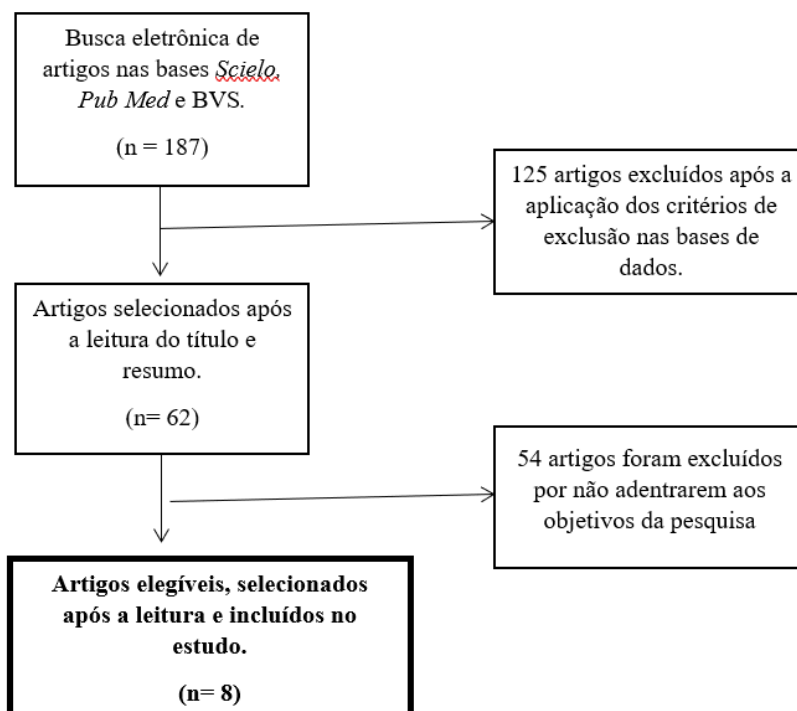 Busca eletrônica de
artigos nas bases Scielo,
Pub Med e BVS.
(n = 187)
125 artigos excluídos após a
aplicação dos critérios de
exclusão nas bases de
dados.
Artigos selecionados após
a leitura do título e
resumo.
(n= 62)
54 artigos foram excluídos
por não adentrarem aos
objetivos da pesquisa
Artigos elegíveis, selecionados
após a leitura e incluídos no
estudo.
(n= 8)